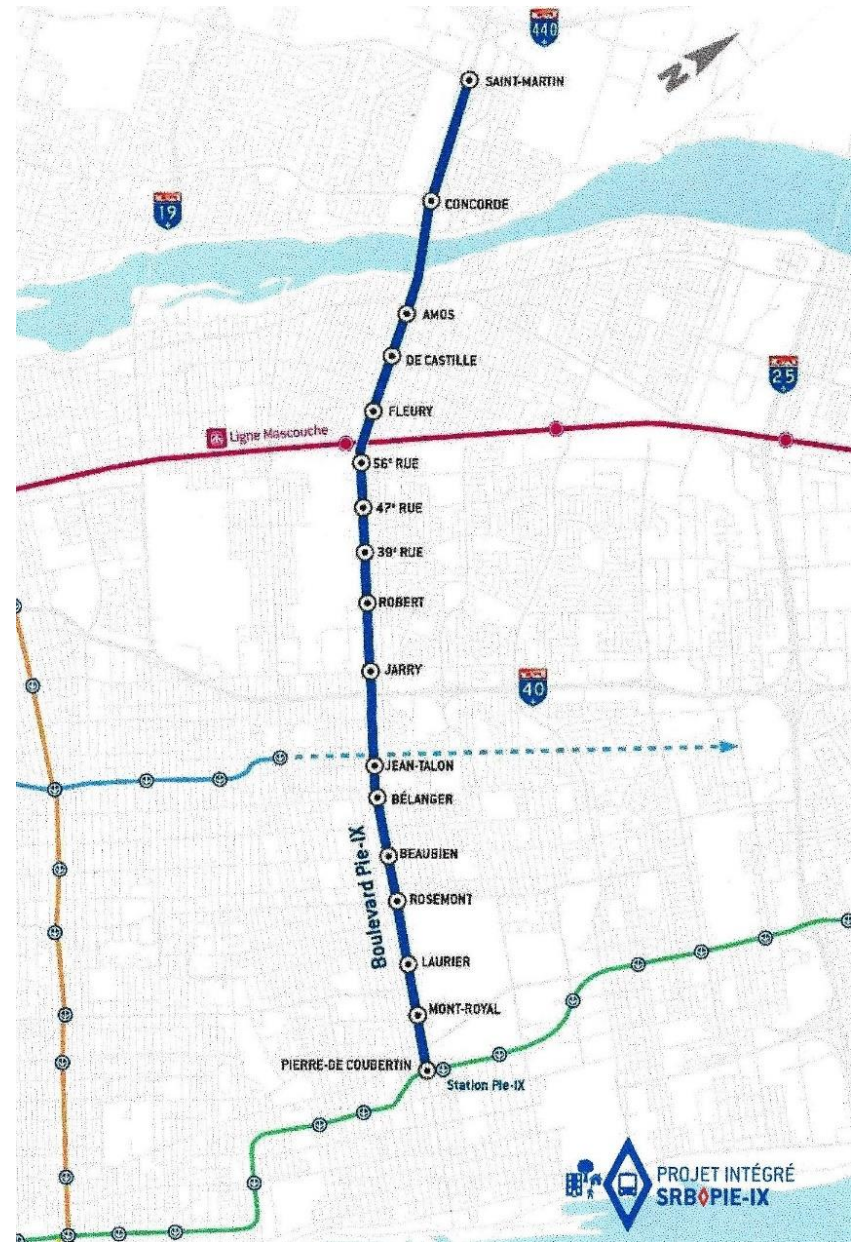 440
N
SAINT-MARTIN
19
CONCORDE
AMOS
DE CASTILLE
25
FLEURY
Ligne Mascouche
56e RUE
47e RUE
39e RUE
ROBERT
JARRY
40
JEAN-TALON
BÉLANGER
Boulevard Pie-IX
BEAUBIEN
ROSEMONT
LAURIER
MONT-ROYAL
PIERRE-DE COUBERTIN
Station Pie-IX
PROJET INTÉGRÉ
SRB PIE-IX